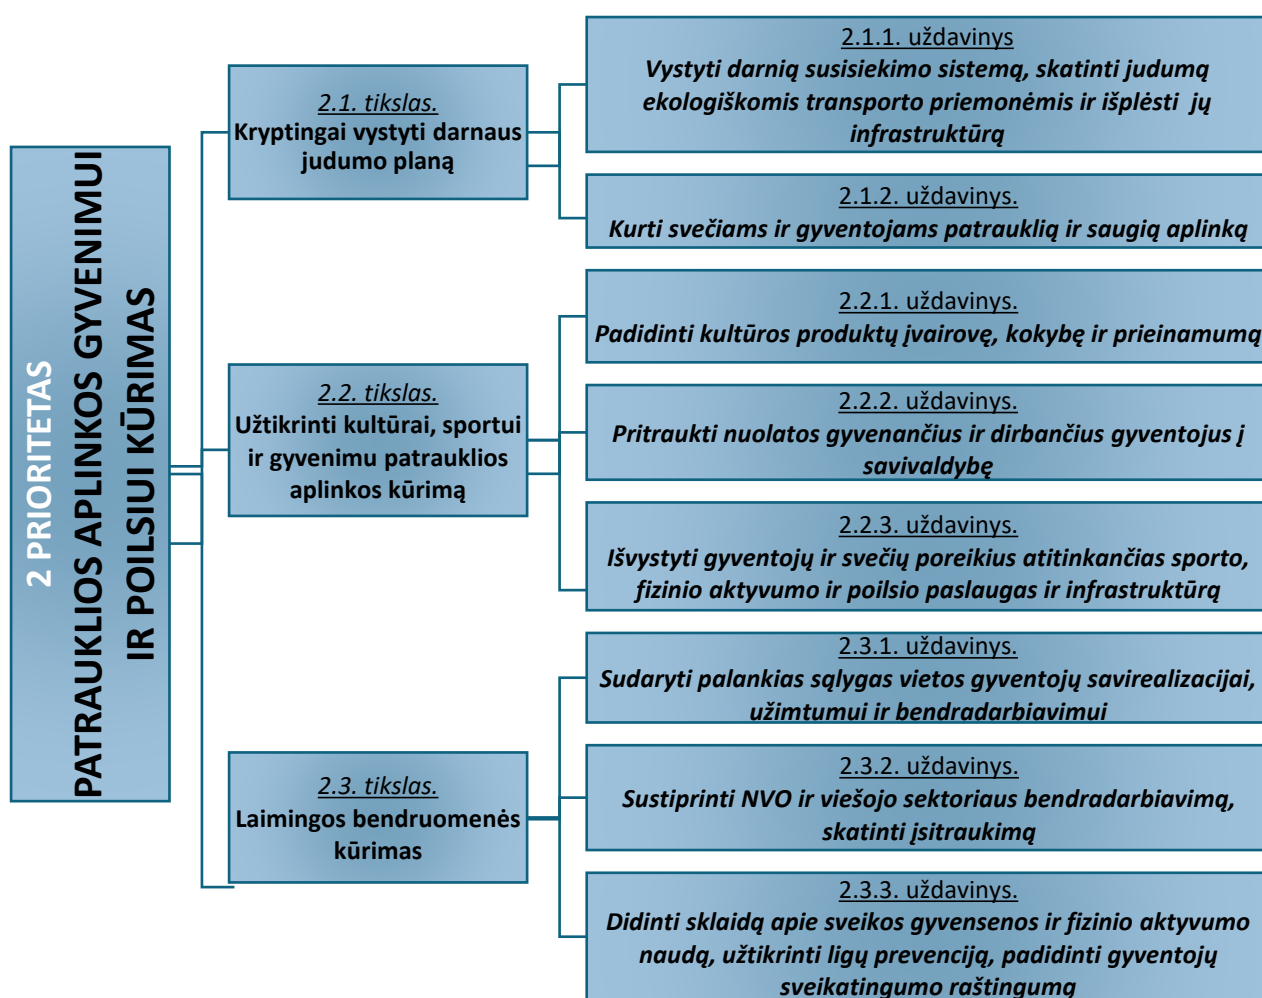 2 PRIORITETAS
PATRAUKLIOS APLINKOS GYVENIMUI
IR POILSIUI KŪRIMAS
2.1. tikslas.
Kryptingai vystyti darnaus
judumo planą
2.1.1. uždavinys
Vystyti darnią susisiekimo sistemą, skatinti judumą
ekologiškomis transporto priemonėmis ir išplėsti jų
infrastruktūrą
2.1.2. uždavinys.
Kurti svečiams ir gyventojams patrauklią ir saugią aplinką
2.2. tikslas.
Užtikrinti kultūrai, sportui
ir gyvenimu patrauklios
aplinkos kūrimą
2.2.1. uždavinys.
Padidinti kultūros produktų įvairovę, kokybę ir prieinamumą
2.2.2. uždavinys.
Pritraukti nuolatos gyvenančius ir dirbančius gyventojus į
savivaldybę
2.2.3. uždavinys.
Išvystyti gyventojų ir svečių poreikius atitinkančias sporto,
fizinio aktyvumo ir poilsio paslaugas ir infrastruktūrą
2.3. tikslas.
Laimingos bendruomenės
kūrimas
2.3.1. uždavinys.
Sudaryti palankias sąlygas vietos gyventojų savirealizacijai,
užimtumui ir bendradarbiavimui
2.3.2. uždavinys.
Sustiprinti NVO ir viešojo sektoriaus bendradarbiavimą,
skatinti įsitraukimą
2.3.3. uždavinys.
Didinti sklaidą apie sveikos gyvensenos ir fizinio aktyvumo
naudą, užtikrinti ligų prevenciją, padidinti gyventojų
sveikatingumo raštingumą